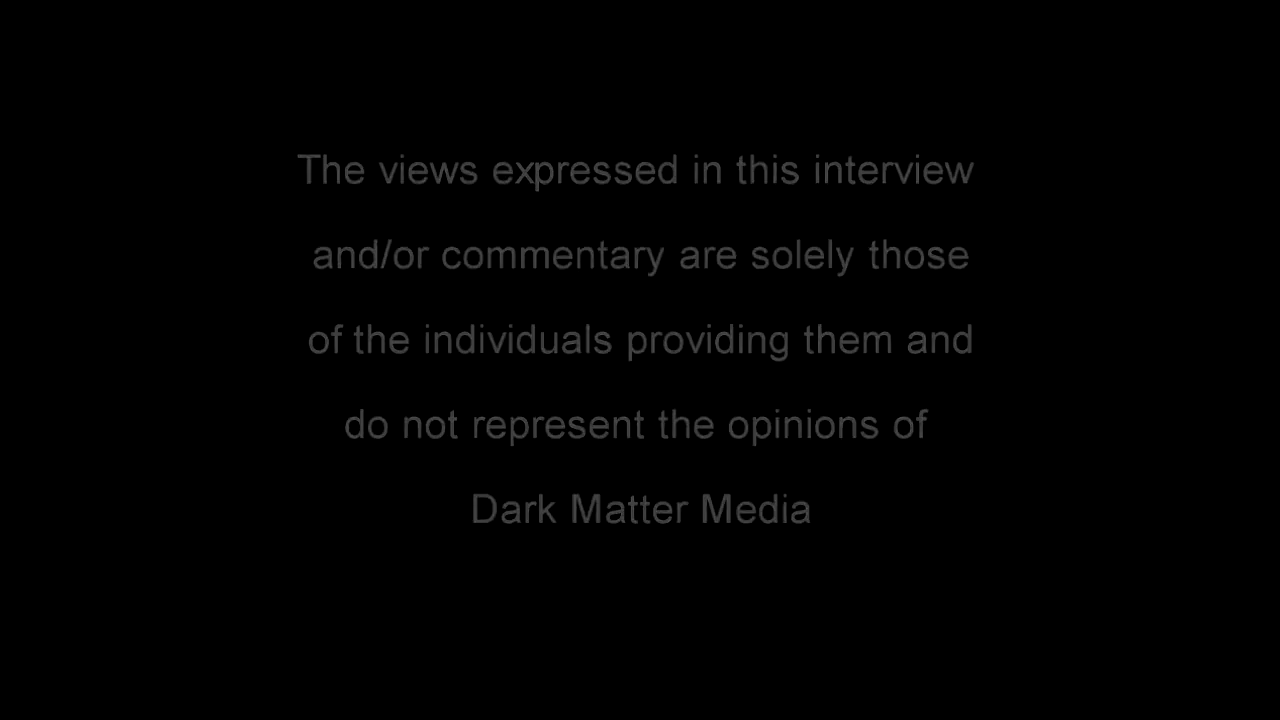 The views expressed in this interview
and/or commentary are solely those
of the individuals providing them and
do not represent the opinions of
Dark Matter Media